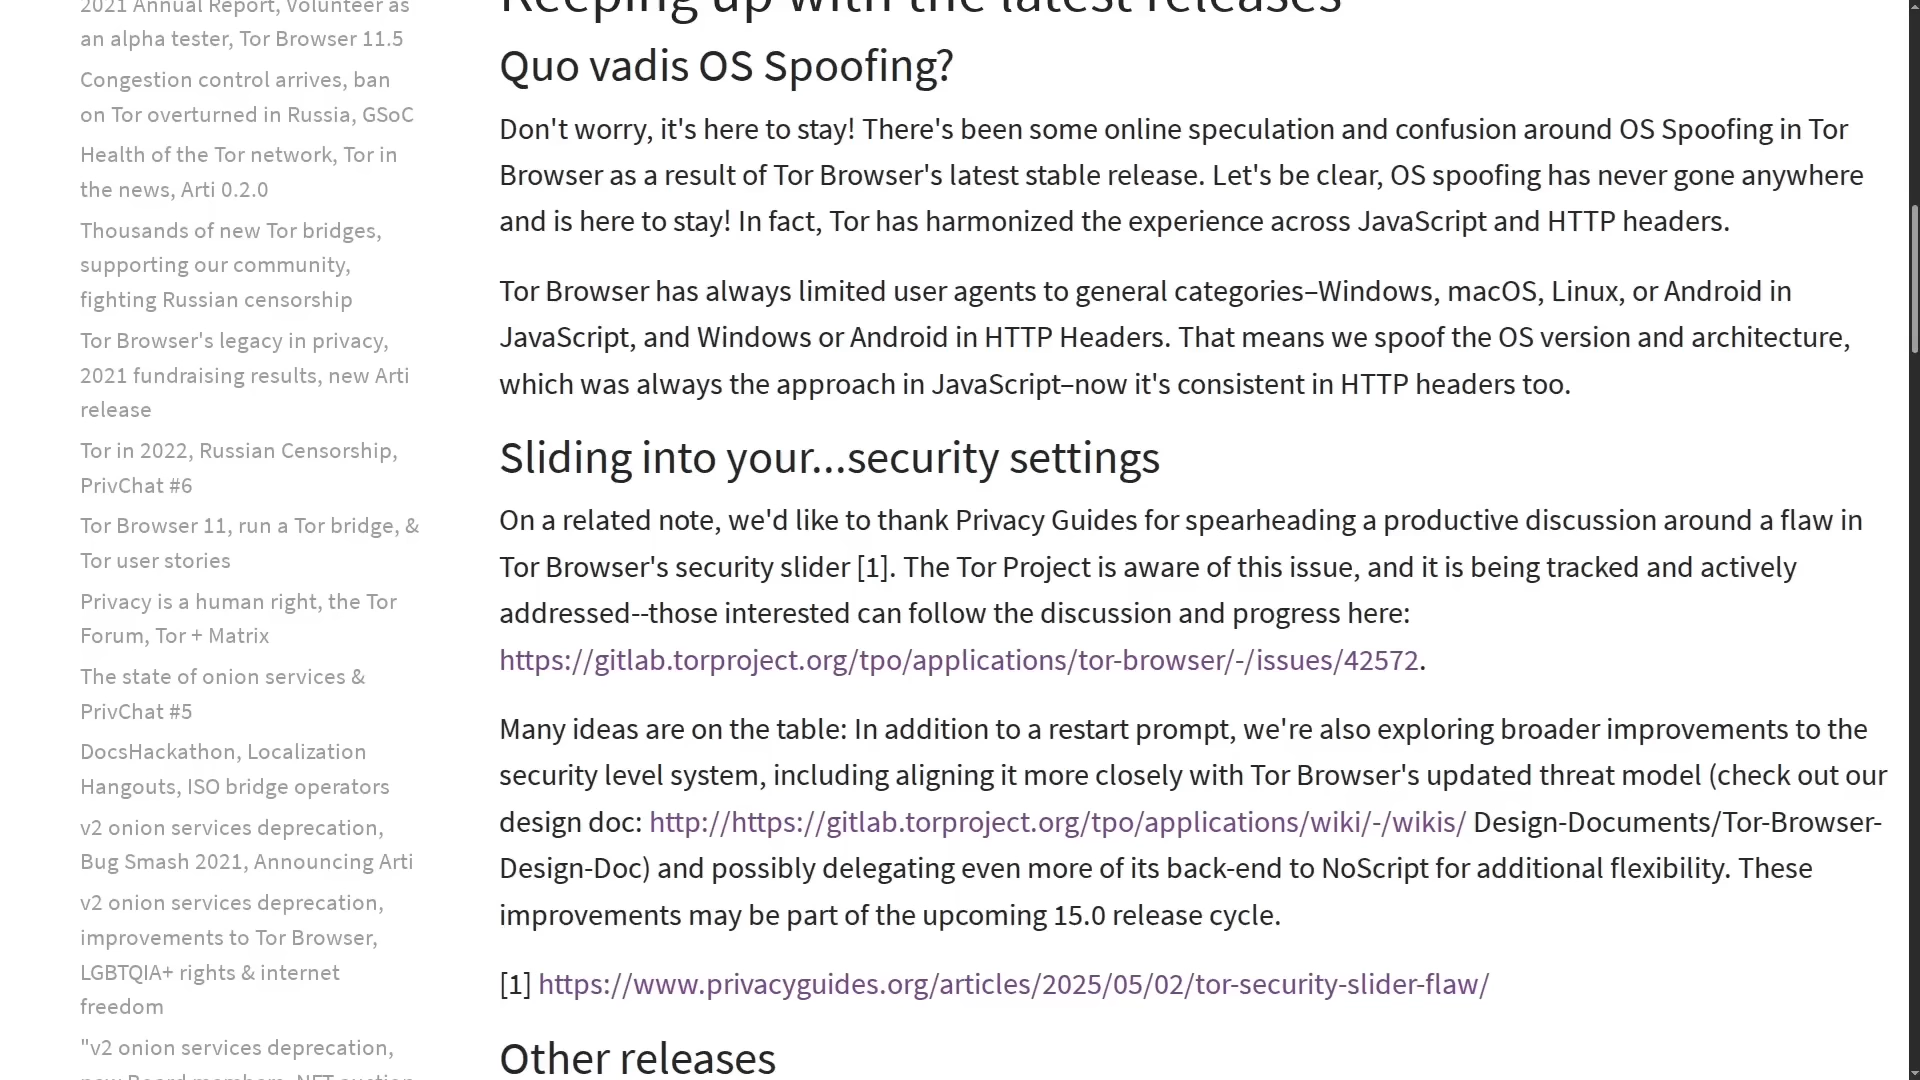 2021 Annual Report, Volunteer as
an alpha tester, Tor Browser 11.5
Congestion control arrives, ban
on Tor overturned in Russia, GSoC
Health of the Tor network, Tor in
the news, Arti 0.2.0
Thousands of new Tor bridges,
supporting our community,
fighting Russian censorship
Tor Browser's legacy in privacy,
2021 fundraising results, new Arti
release
Tor in 2022, Russian Censorship,
PrivChat #6
Tor Browser 11, run a Tor bridge, &
Tor user stories
Privacy is a human right, the Tor
Forum, Tor + Matrix
The state of onion services &
PrivChat #5
DocsHackathon, Localization
Hangouts, ISO bridge operators
v2 onion services deprecation,
Bug Smash 2021, Announcing Arti
v2 onion services deprecation,
improvements to Tor Browser,
LGBTQIA+ rights & internet
freedom
"v2 onion services deprecation,
new Board members, NFT auction
Keeping up with the latest releases
Quo vadis OS Spoofing?
Don't worry, it's here to stay! There's been some online speculation and confusion around OS Spoofing in Tor
Browser as a result of Tor Browser's latest stable release. Let's be clear, OS spoofing has never gone anywhere
and is here to stay! In fact, Tor has harmonized the experience across JavaScript and HTTP headers.
Tor Browser has always limited user agents to general categories–Windows, macOS, Linux, or Android in
JavaScript, and Windows or Android in HTTP Headers. That means we spoof the OS version and architecture,
which was always the approach in JavaScript–now it's consistent in HTTP headers too.
Sliding into your...security settings
On a related note, we'd like to thank Privacy Guides for spearheading a productive discussion around a flaw in
Tor Browser's security slider [1]. The Tor Project is aware of this issue, and it is being tracked and actively
addressed--those interested can follow the discussion and progress here:
https://gitlab.torproject.org/tpo/applications/tor-browser/-/issues/42572.
Many ideas are on the table: In addition to a restart prompt, we're also exploring broader improvements to the
security level system, including aligning it more closely with Tor Browser's updated threat model (check out our
design doc: http://https://gitlab.torproject.org/tpo/applications/wiki/-/wikis/ Design-Documents/Tor-Browser-
Design-Doc) and possibly delegating even more of its back-end to NoScript for additional flexibility. These
improvements may be part of the upcoming 15.0 release cycle.
[1] https://www.privacyguides.org/articles/2025/05/02/tor-security-slider-flaw/
Other releases